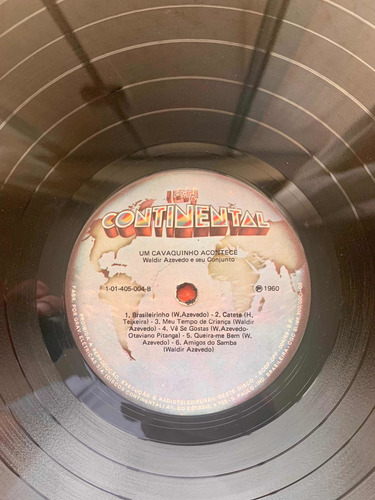 CONTINENTAL
UM CAVAQUINHO ACONTECE
Waldir Azevedo e seu Conjunto
1-01-405-004-B
℗ 1960
1. Brasileirinho (W.Azevedo) - 2. Catete (H.
Teixeira) - 3. Meu Tempo de Criança (Waldir
Azevedo) - 4. Vê Se Gostas (W.Azevedo-
Otaviano Pitanga) - 5. Queira-me Bem (W.
Azevedo) - 6. Amigos do Samba
(Waldir Azevedo)